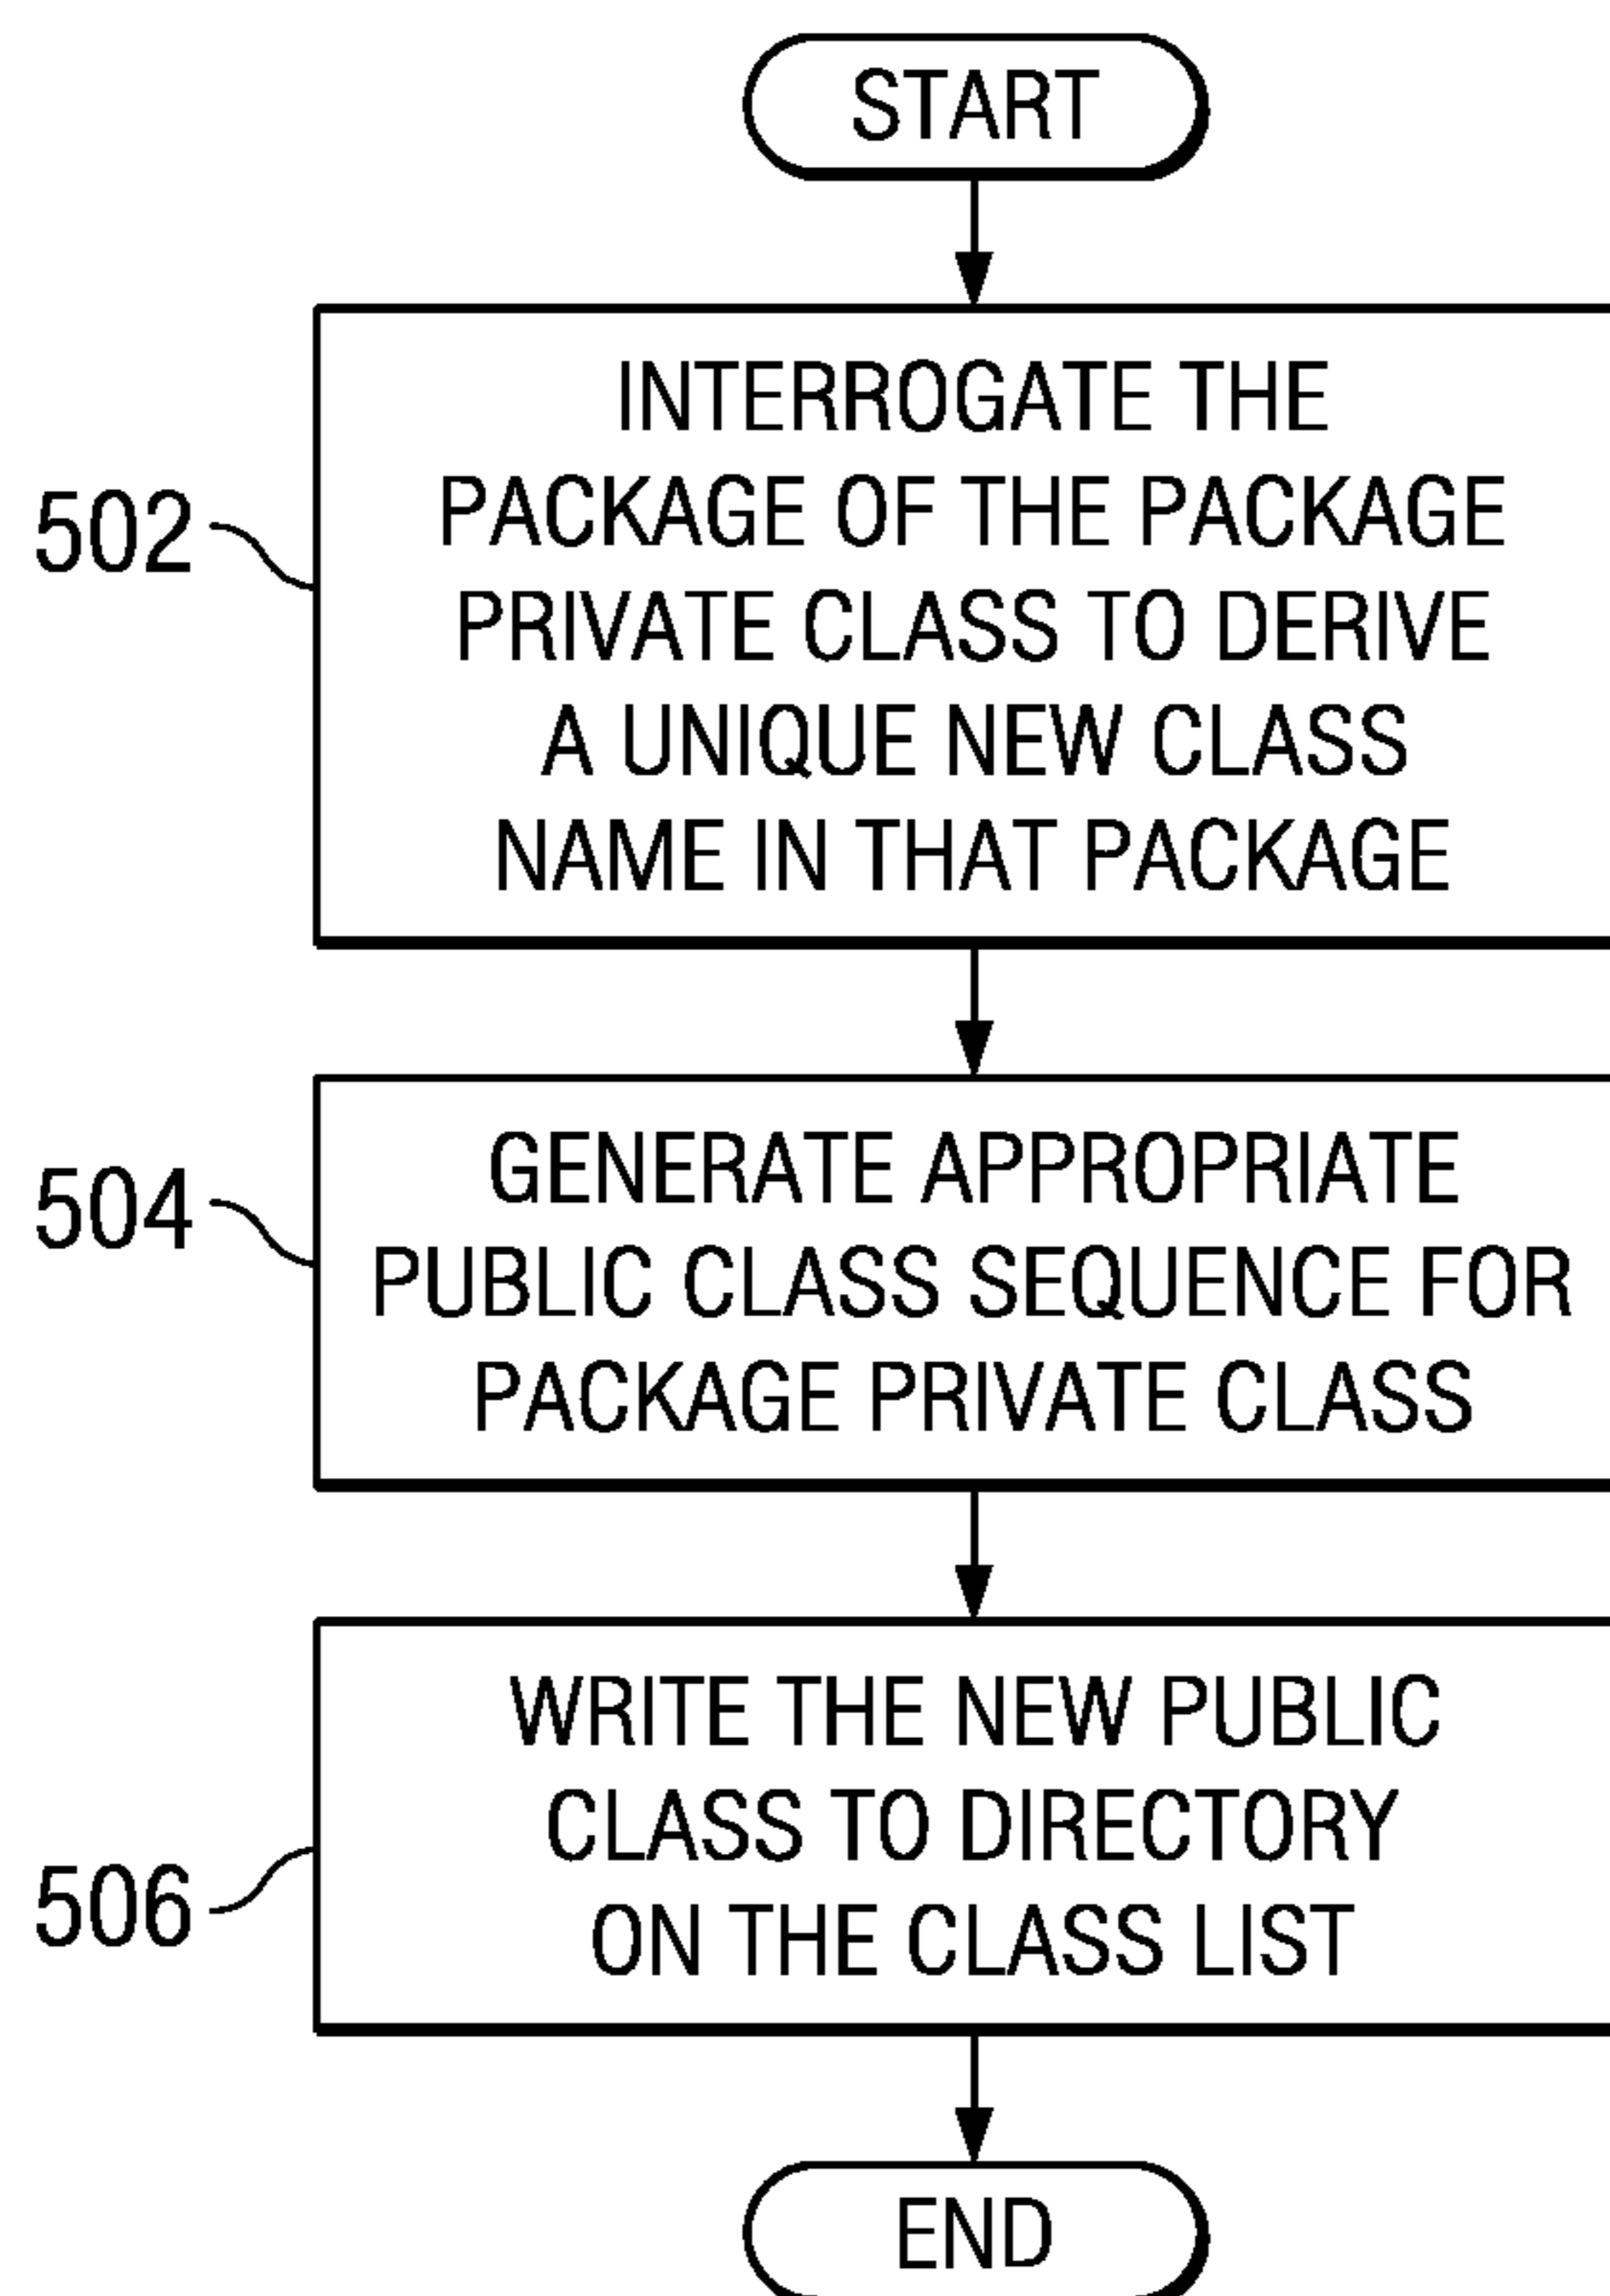 START
INTERROGATE THE
PACKAGE OF THE PACKAGE
PRIVATE CLASS TO DERIVE
A UNIQUE NEW CLASS
NAME IN THAT PACKAGE
502
GENERATE APPROPRIATE
PUBLIC CLASS SEQUENCE FOR
PACKAGE PRIVATE CLASS
504
WRITE THE NEW PUBLIC
CLASS TO DIRECTORY
ON THE CLASS LIST
506
END